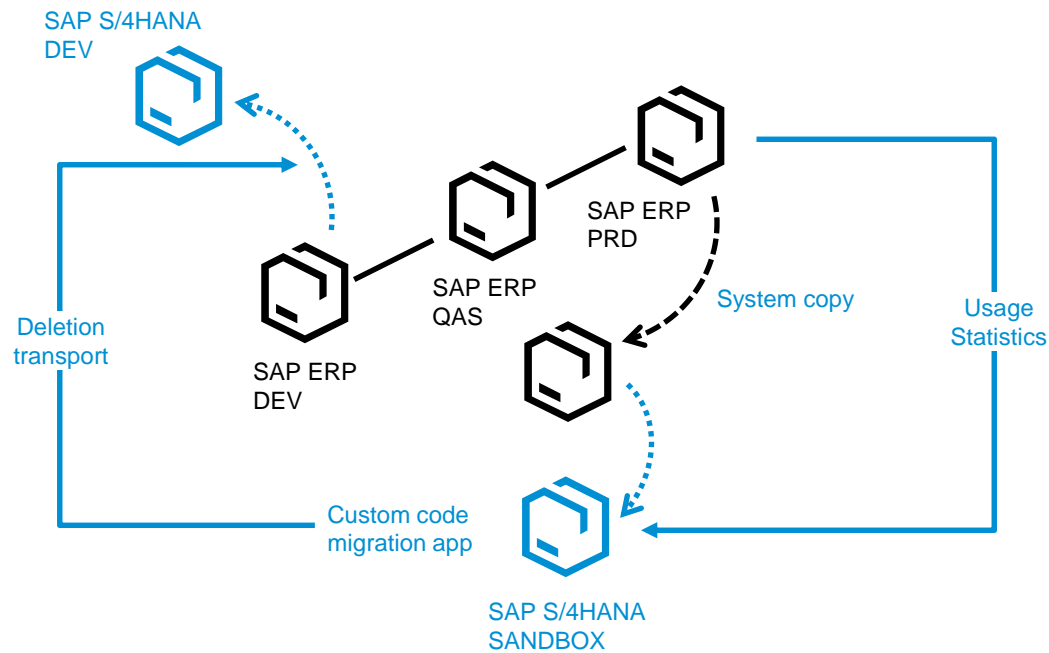 SAP S/4HANA
DEV
SAP ERP
PRD
SAP ERP
QAS
System copy
Usage
Statistics
Deletion
transport
SAP ERP
DEV
Custom code
migration app
SAP S/4HANA
SANDBOX